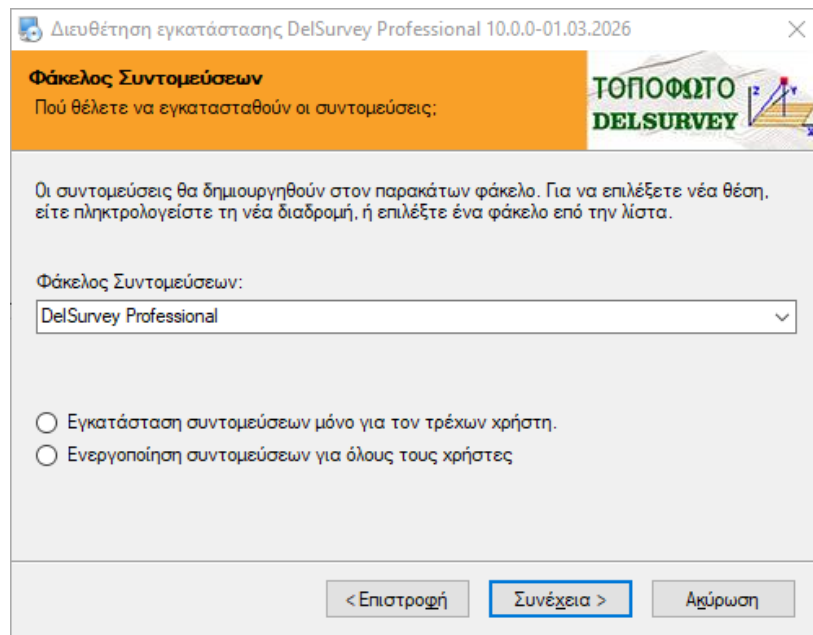 Διευθέτηση εγκατάστασης DelSurvey Professional 10.0.0-01.03.2026
Φάκελος Συντομεύσεων
Πού θέλετε να εγκατασταθούν οι συντομεύσεις;
ΤΟΠΟΦΩΤΟ
DELSURVEY
Z
Y
X
Οι συντομεύσεις θα δημιουργηθούν στον παρακάτων φάκελο. Για να επιλέξετε νέα θέση,
είτε πληκτρολογείστε τη νέα διαδρομή, ή επιλέξτε ένα φάκελο επό την λίστα.
Φάκελος Συντομεύσεων:
DelSurvey Professional
Εγκατάσταση συντομεύσεων μόνο για τον τρέχων χρήστη.
Ενεργοποίηση συντομεύσεων για όλους τους χρήστες
< Επιστροφή
Συνέχεια >
Ακύρωση